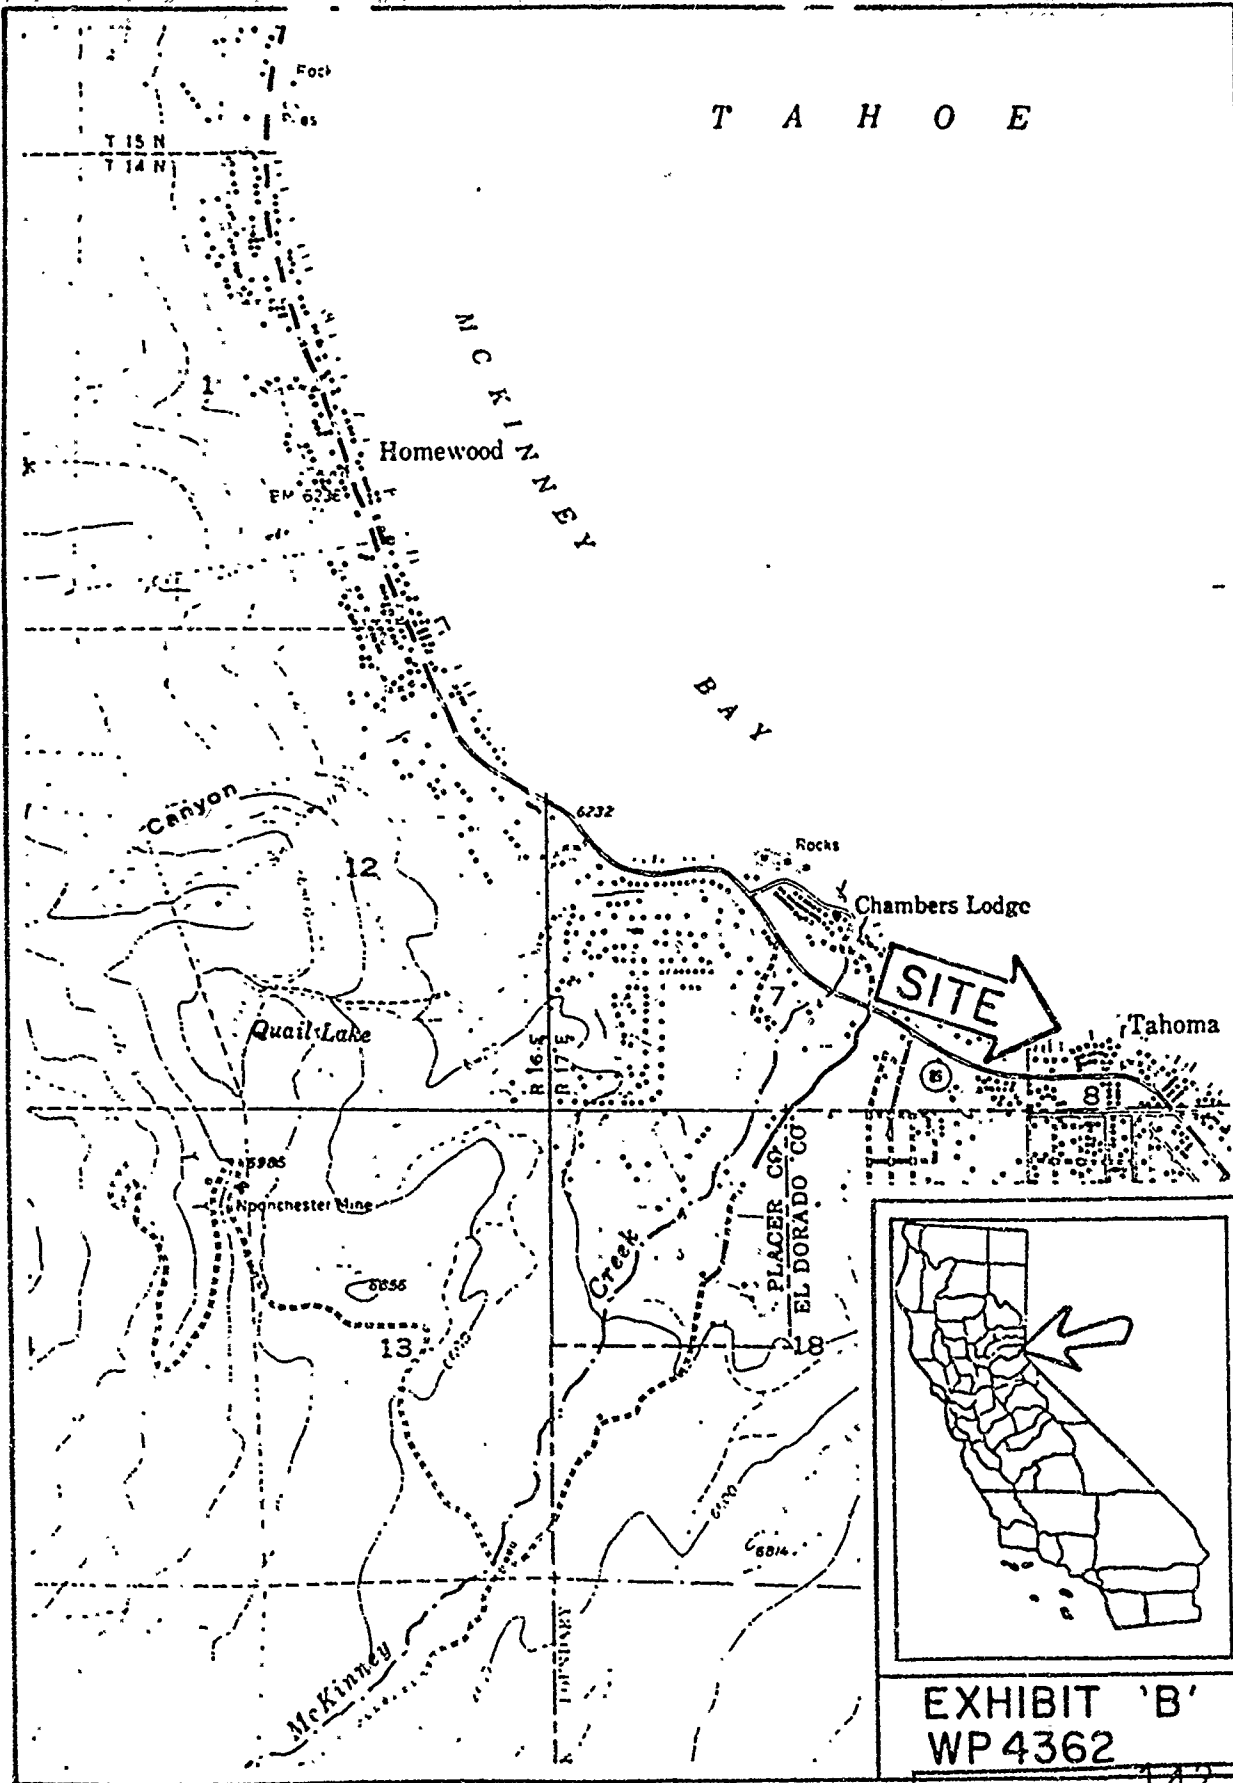 T A H O E
T 15 N
T 14 N
MCKINNEY
1
Homewood
BAY
Canyon
6232
12
Rocks
Chambers Lodge
SITE
7
Quail Lake
Tahoma
R 16 E
R 17 E
8
Creek
PLACER CO
EL DORADO CO
13
18
6814
McKinney
EXHIBIT 'B'
WP 4362